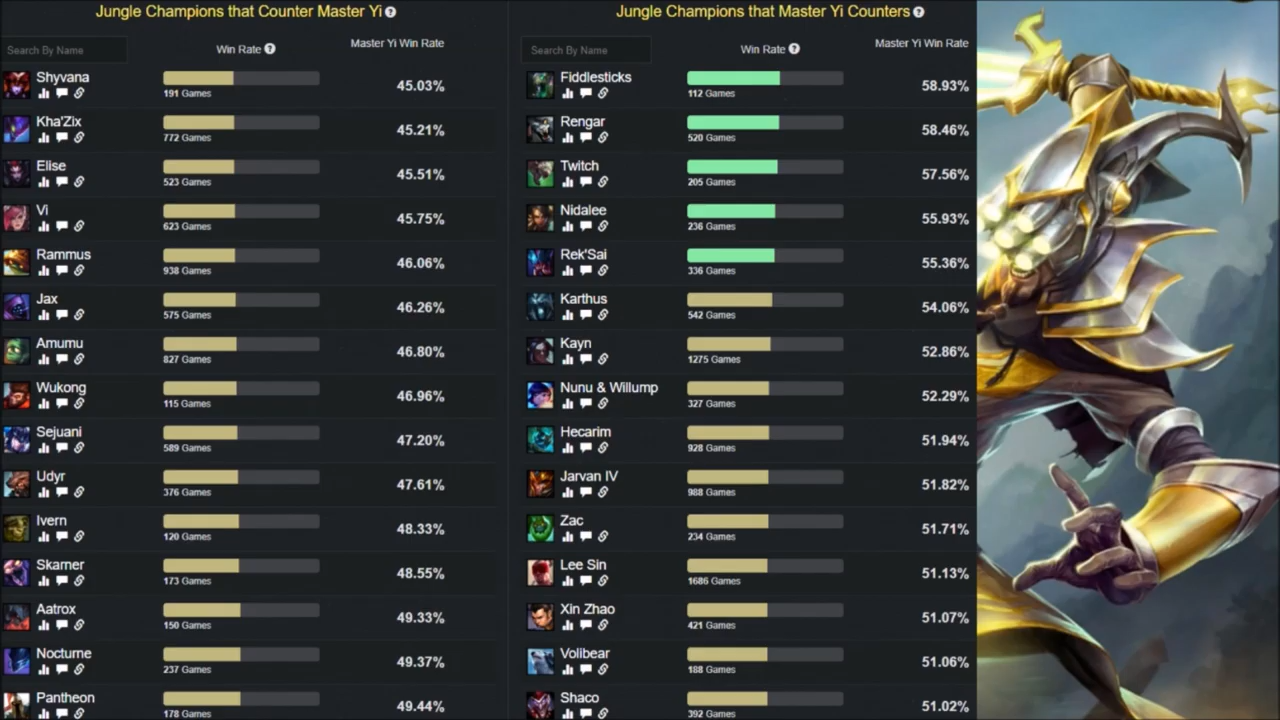 Jungle Champions that Counter Master Yi ?
Search By Name
Win Rate ?
Master Yi Win Rate
Shyvana
191 Games
45.03%
Kha'Zix
772 Games
45.21%
Elise
523 Games
45.51%
Vi
623 Games
45.75%
Rammus
938 Games
46.06%
Jax
575 Games
46.26%
Amumu
827 Games
46.80%
Wukong
115 Games
46.96%
Sejuani
589 Games
47.20%
Udyr
376 Games
47.61%
Ivern
120 Games
48.33%
Skarner
173 Games
48.55%
Aatrox
150 Games
49.33%
Nocturne
237 Games
49.37%
Pantheon
178 Games
49.44%
Jungle Champions that Master Yi Counters ?
Search By Name
Win Rate ?
Master Yi Win Rate
Fiddlesticks
112 Games
58.93%
Rengar
520 Games
58.46%
Twitch
205 Games
57.56%
Nidalee
236 Games
55.93%
Rek'Sai
336 Games
55.36%
Karthus
542 Games
54.06%
Kayn
1275 Games
52.86%
Nunu & Willump
327 Games
52.29%
Hecarim
928 Games
51.94%
Jarvan IV
988 Games
51.82%
Zac
234 Games
51.71%
Lee Sin
1686 Games
51.13%
Xin Zhao
421 Games
51.07%
Volibear
188 Games
51.06%
Shaco
392 Games
51.02%